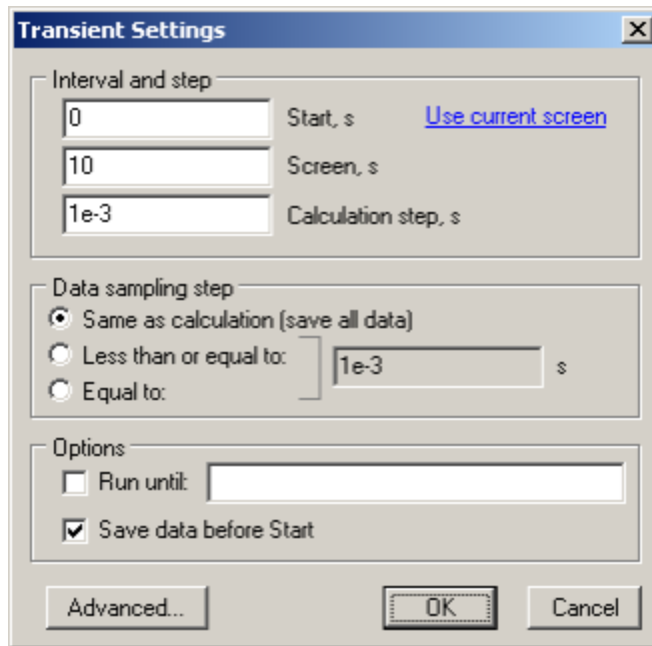 Transient Settings
Interval and step
0 Start, s Use current screen
10 Screen, s
1e-3 Calculation step, s
Data sampling step
Same as calculation (save all data)
Less than or equal to:
1e-3 s
Equal to:
Options
Run until:
Save data before Start
Advanced... OK Cancel